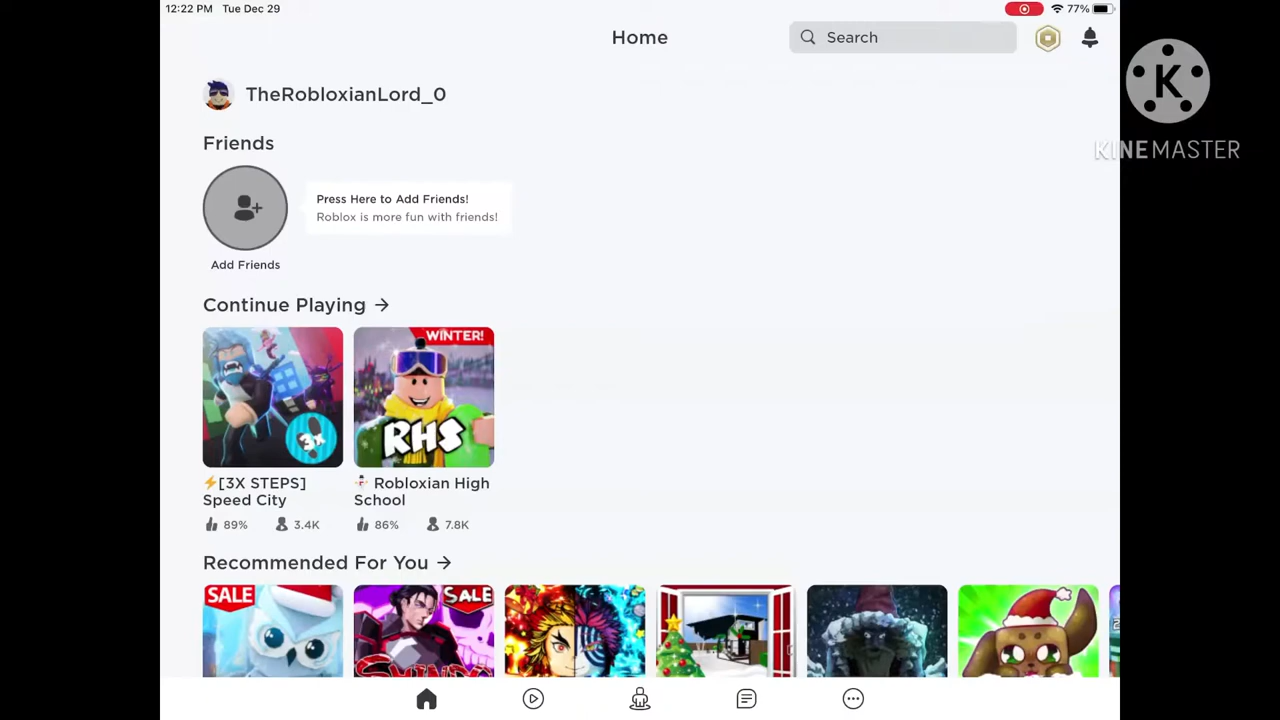 12:22 PM Tue Dec 29
77%
Home
Search
K
KINEMASTER
TheRobloxianLord_0
Friends
Press Here to Add Friends!
Roblox is more fun with friends!
Add Friends
Continue Playing →
3x
WINTER!
RHS
⚡[3X STEPS]
Speed City
89% 3.4K
⛄ Robloxian High
School
86% 7.8K
Recommended For You →
SALE
SALE